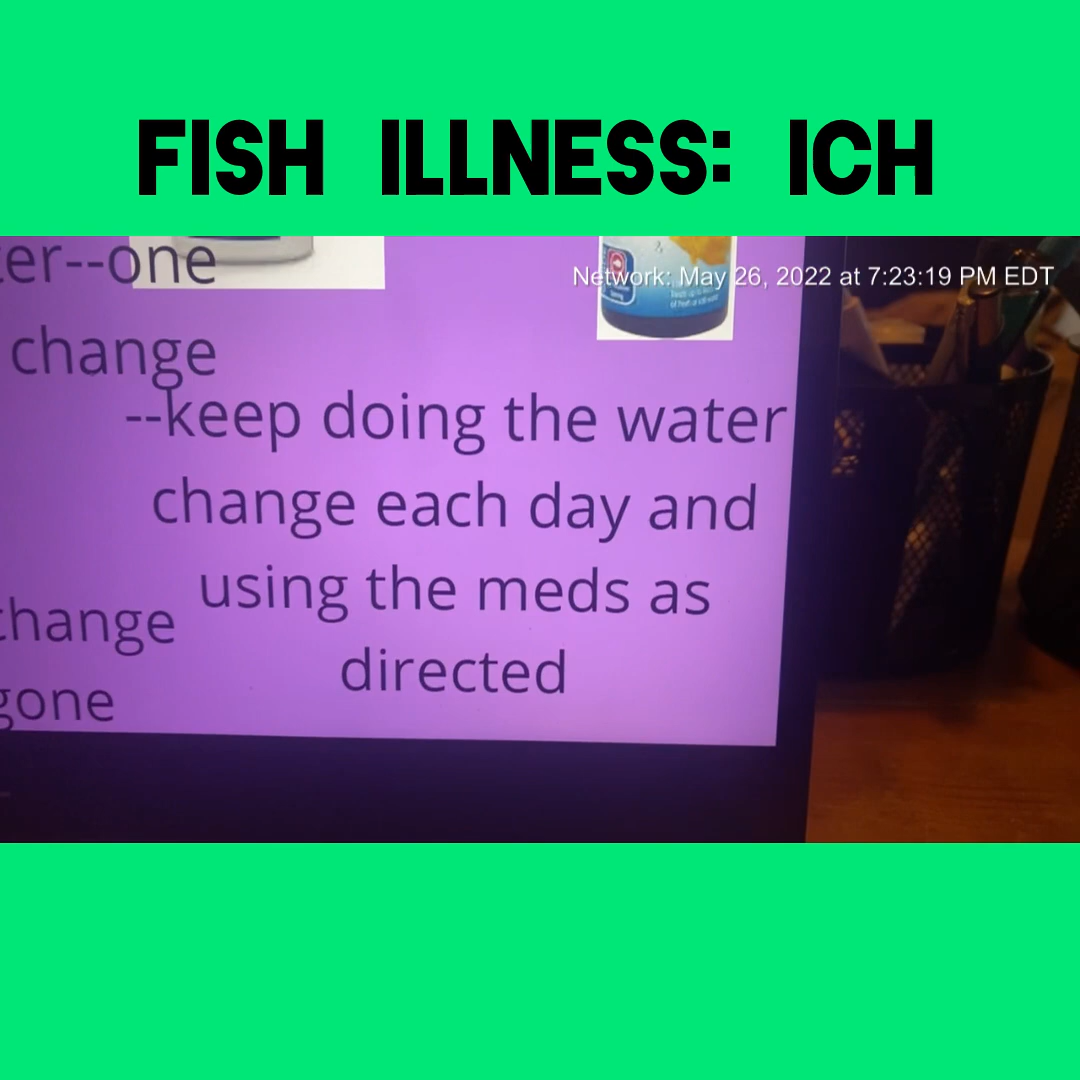 FISH ILLNESS: ICH
Network: May 26, 2022 at 7:23:19 PM EDT
er--one
change
--keep doing the water
change each day and
using the meds as
directed
change
gone